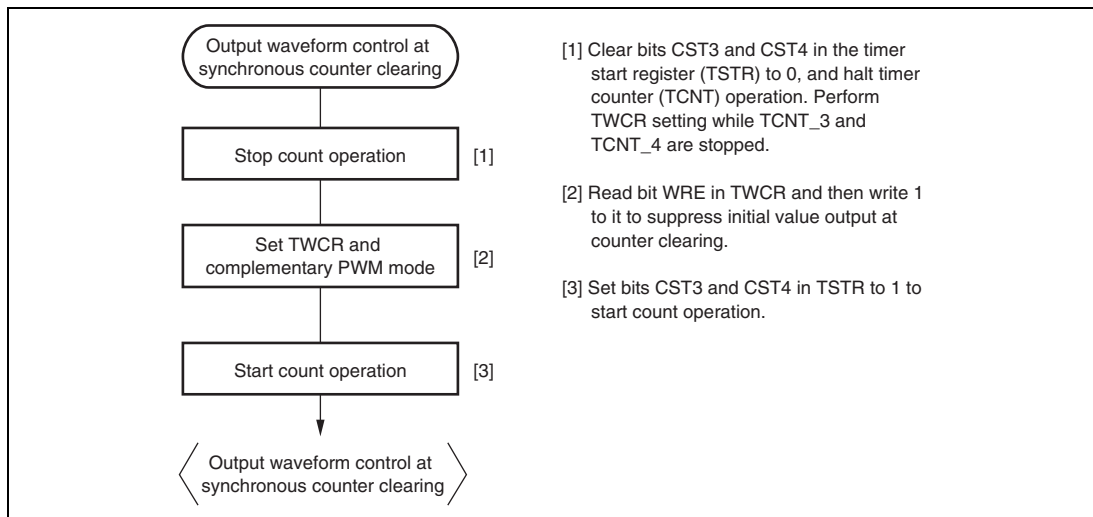 Output waveform control at
synchronous counter clearing
Stop count operation
[1]
Set TWCR and
complementary PWM mode
[2]
Start count operation
[3]
Output waveform control at
synchronous counter clearing
[1] Clear bits CST3 and CST4 in the timer
start register (TSTR) to 0, and halt timer
counter (TCNT) operation. Perform
TWCR setting while TCNT_3 and
TCNT_4 are stopped.
[2] Read bit WRE in TWCR and then write 1
to it to suppress initial value output at
counter clearing.
[3] Set bits CST3 and CST4 in TSTR to 1 to
start count operation.